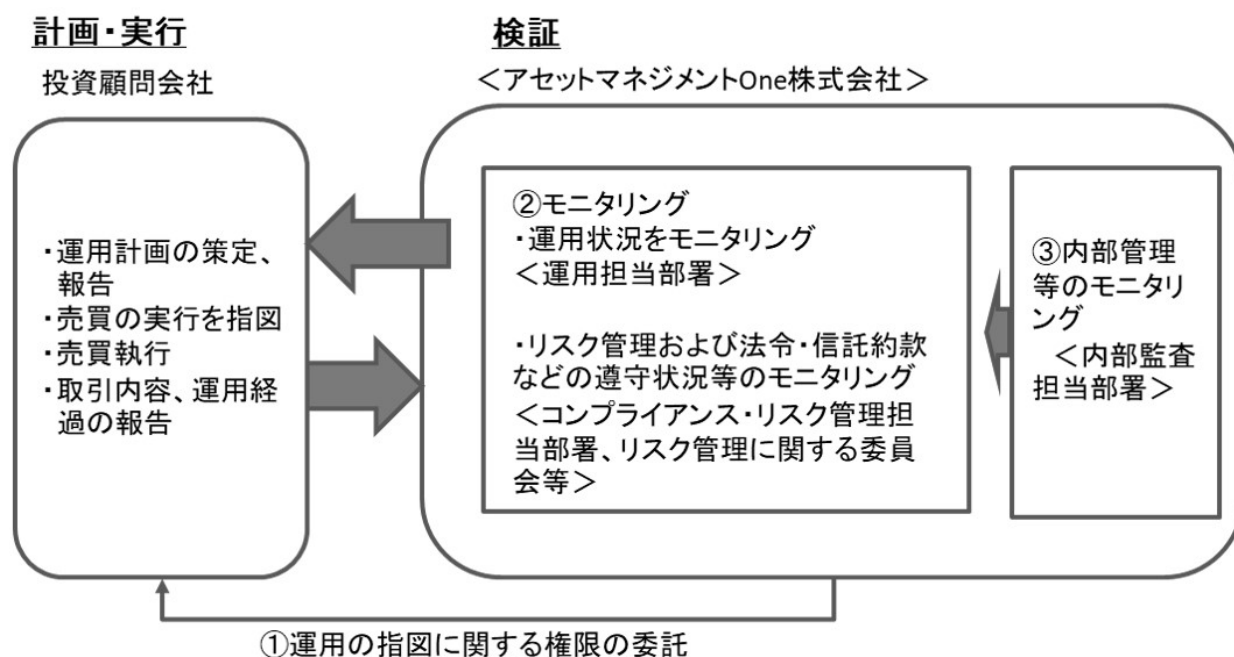 計画・実行
投資顧問会社
・運用計画の策定、
報告
・売買の実行を指図
・売買執行
・取引内容、運用経
過の報告
検証
＜アセットマネジメントOne株式会社＞
②モニタリング
・運用状況をモニタリング
＜運用担当部署＞
・リスク管理および法令・信託約款
などの遵守状況等のモニタリング
＜コンプライアンス・リスク管理担
当部署、リスク管理に関する委員
会等＞
③内部管理
等のモニタリ
ング
＜内部監査
担当部署＞
①運用の指図に関する権限の委託